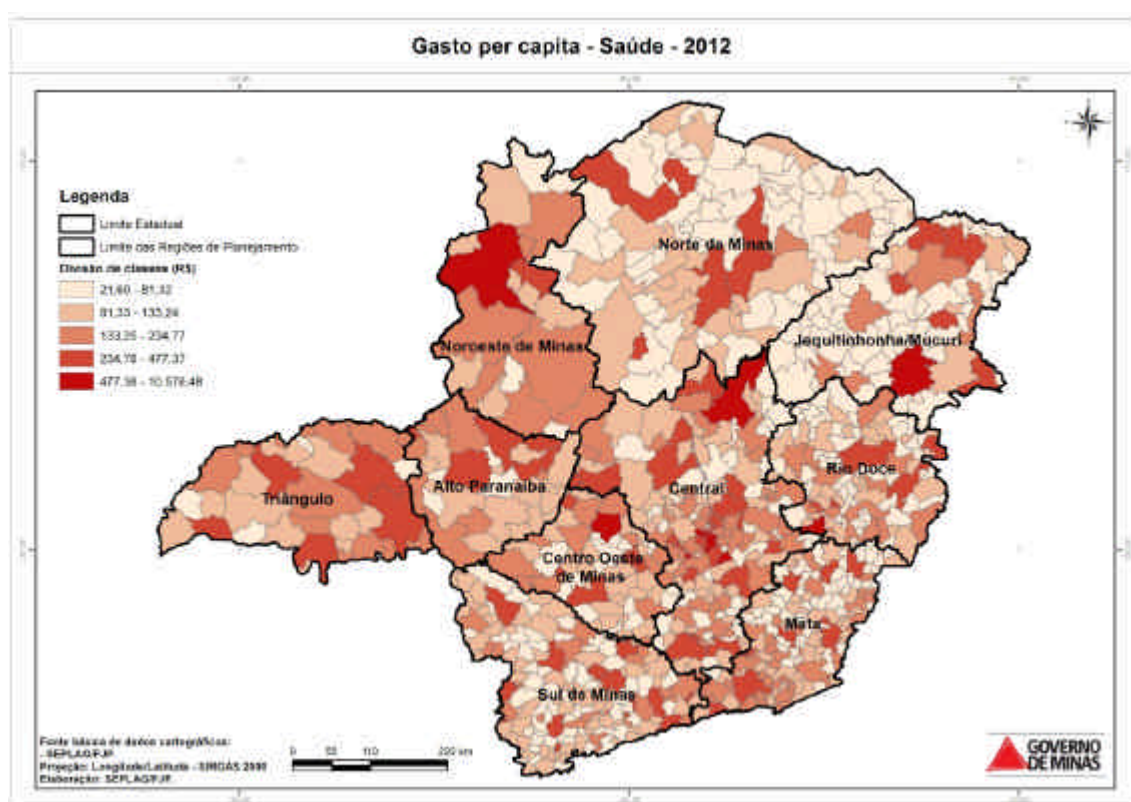 Gasto per capita - Saúde - 2012
Legenda
Limite Estadual
Limite das Regiões de Planejamento
Divisão de classes (R$)
21,60 - 81,32
81,33 - 133,24
133,25 - 234,77
234,78 - 477,37
477,38 - 10.576,48
Norte da Minas
Noroeste de Minas
Jequitinhonha/Mucuri
Rio Doce
Central
Alto Paranaíba
Triângulo
Centro Oeste
de Minas
Mata
Sul de Minas
Fonte básica de dados cartográficos:
- SEPLAG/FJP
Projeção: Longitude/Latitude - SIRGAS 2000
Elaboração: SEPLAG/FJP
0 55 110 220 km
GOVERNO
DE MINAS